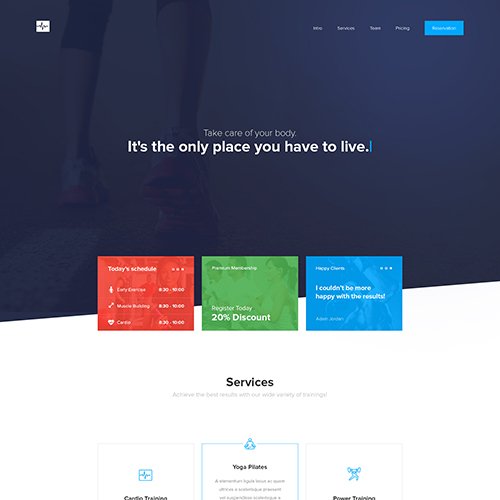 Intro Services Team Pricing Reservation
Take care of your body.
It's the only place you have to live.
Today's schedule
Early Exercise 8:30 - 10:00
Muscle Building 8:30 - 10:00
Cardio 8:30 - 10:00
Premium Membership
Register Today
20% Discount
Happy Clients
I couldn't be more
happy with the results!
Adam Jordan
Services
Achieve the best results with our wide variety of trainings!
Cardio Training
Yoga Pilates
A elementum ligula lacus ac quam
ultrices a scelerisque praesent
vel suspendisse scelerisque a
Power Training